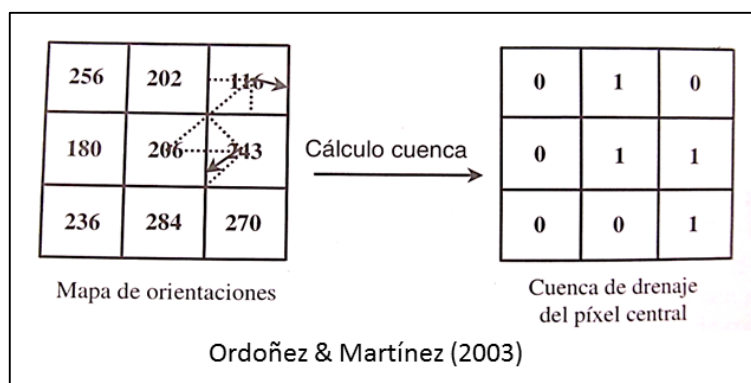 256 202 116
180 206 243
236 284 270
Mapa de orientaciones
Cálculo cuenca
0 1 0
0 1 1
0 0 1
Cuenca de drenaje
del píxel central
Ordoñez & Martínez (2003)